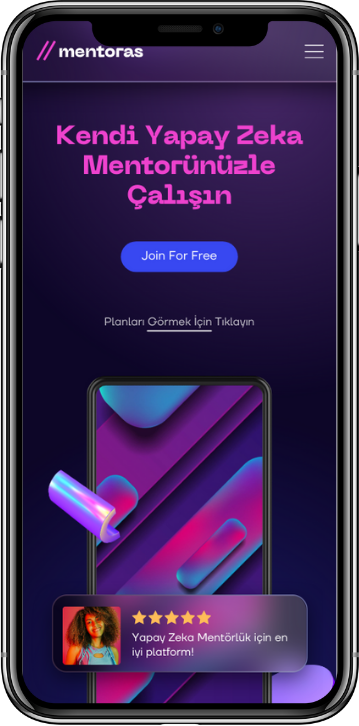 // mentoras
Kendi Yapay Zeka
Mentorünüzle
Çalışın
Join For Free
Planları Görmek İçin Tıklayın
Yapay Zeka Mentörlük için en
iyi platform!